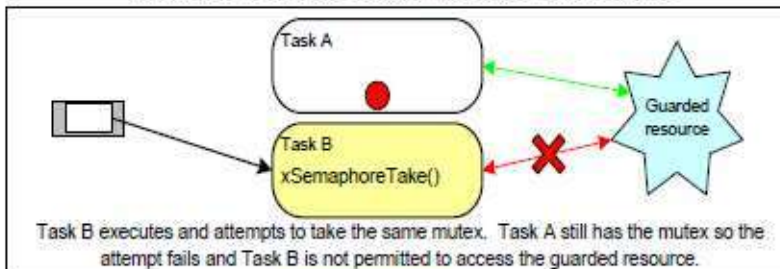 Task A
Guarded
resource
Task B
xSemaphoreTake()
Task B executes and attempts to take the same mutex. Task A still has the mutex so the
attempt fails and Task B is not permitted to access the guarded resource.